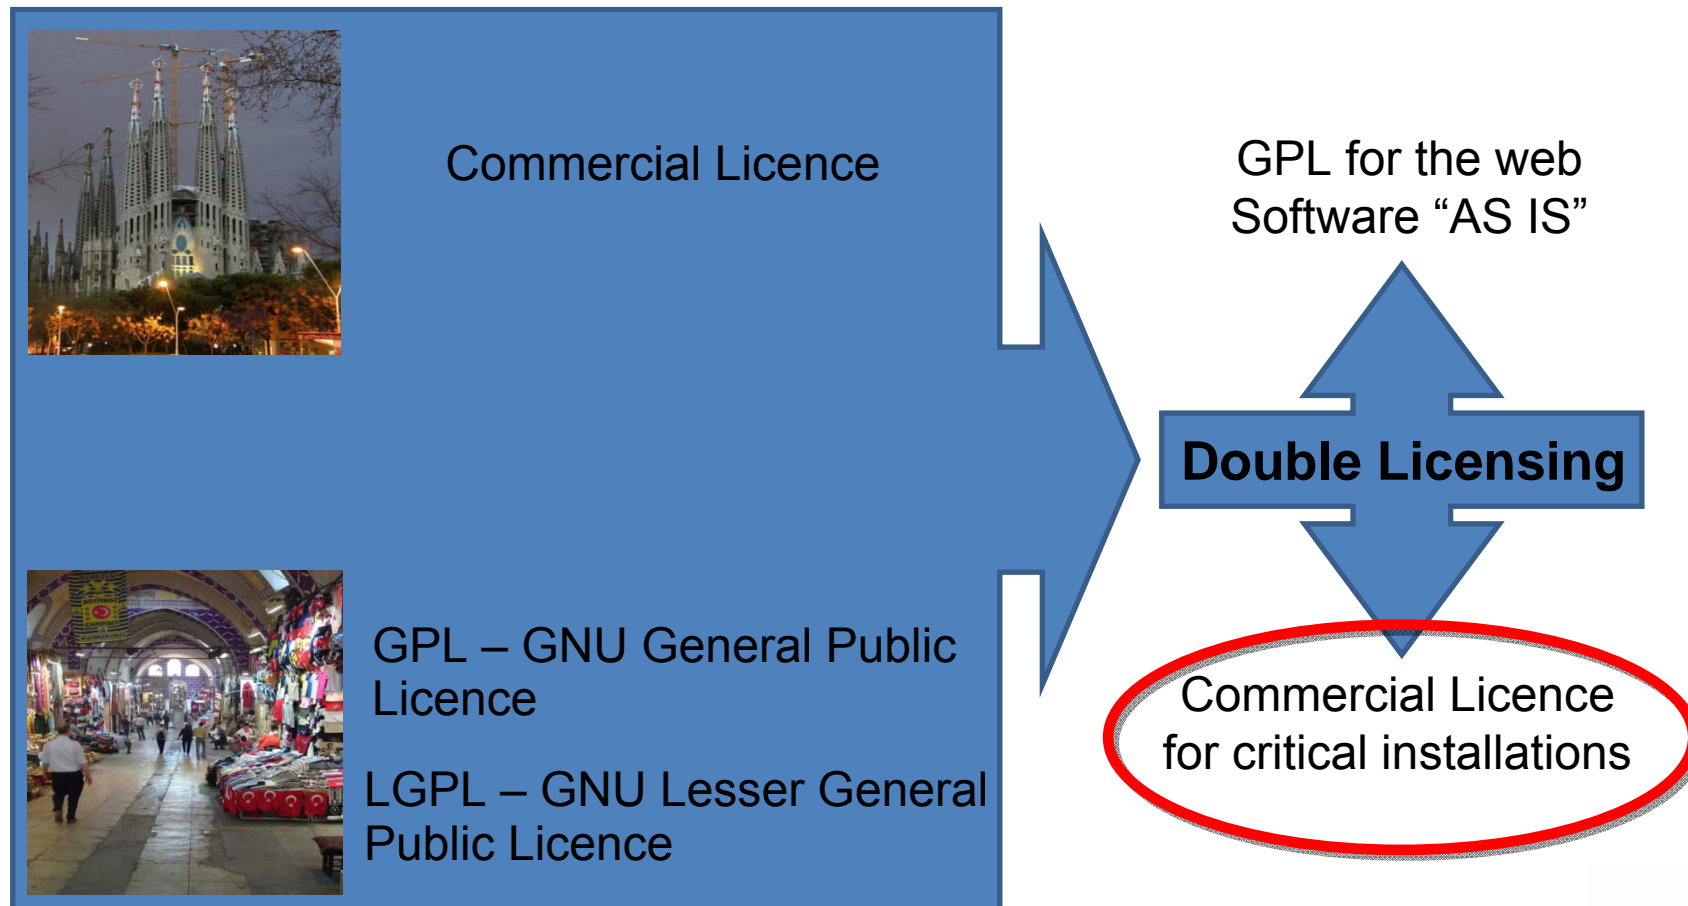 Commercial Licence
GPL – GNU General Public
Licence
LGPL – GNU Lesser General
Public Licence
GPL for the web
Software “AS IS”
Double Licensing
Commercial Licence
for critical installations